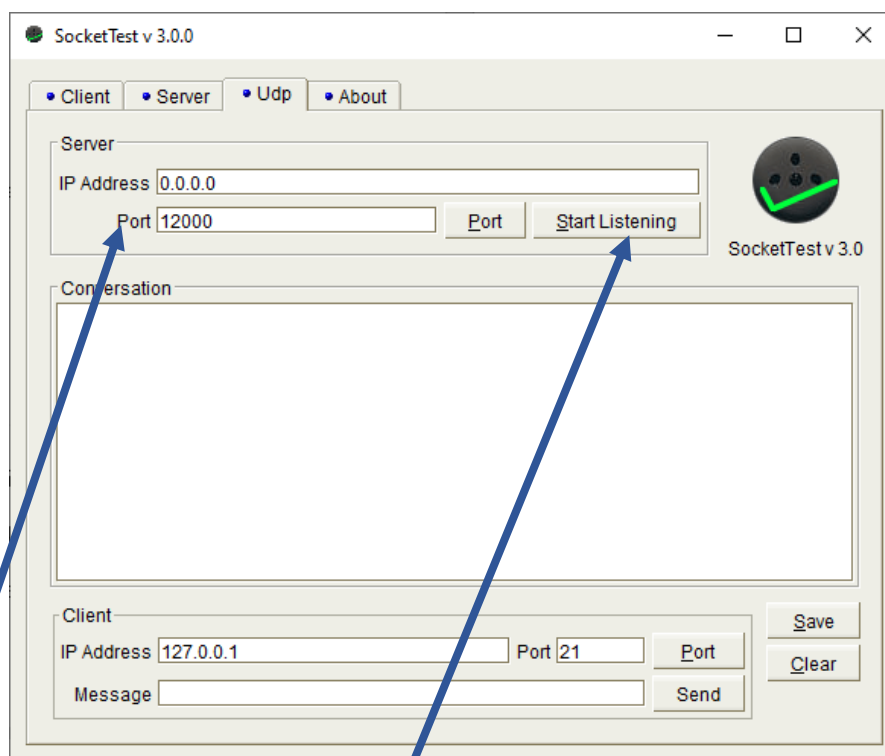 SocketTest v 3.0.0
Client Server Udp About
Server
IP Address 0.0.0.0
Port 12000 Port Start Listening
SocketTest v 3.0
Conversation
Client
IP Address 127.0.0.1 Port 21 Port
Message Send
Save
Clear